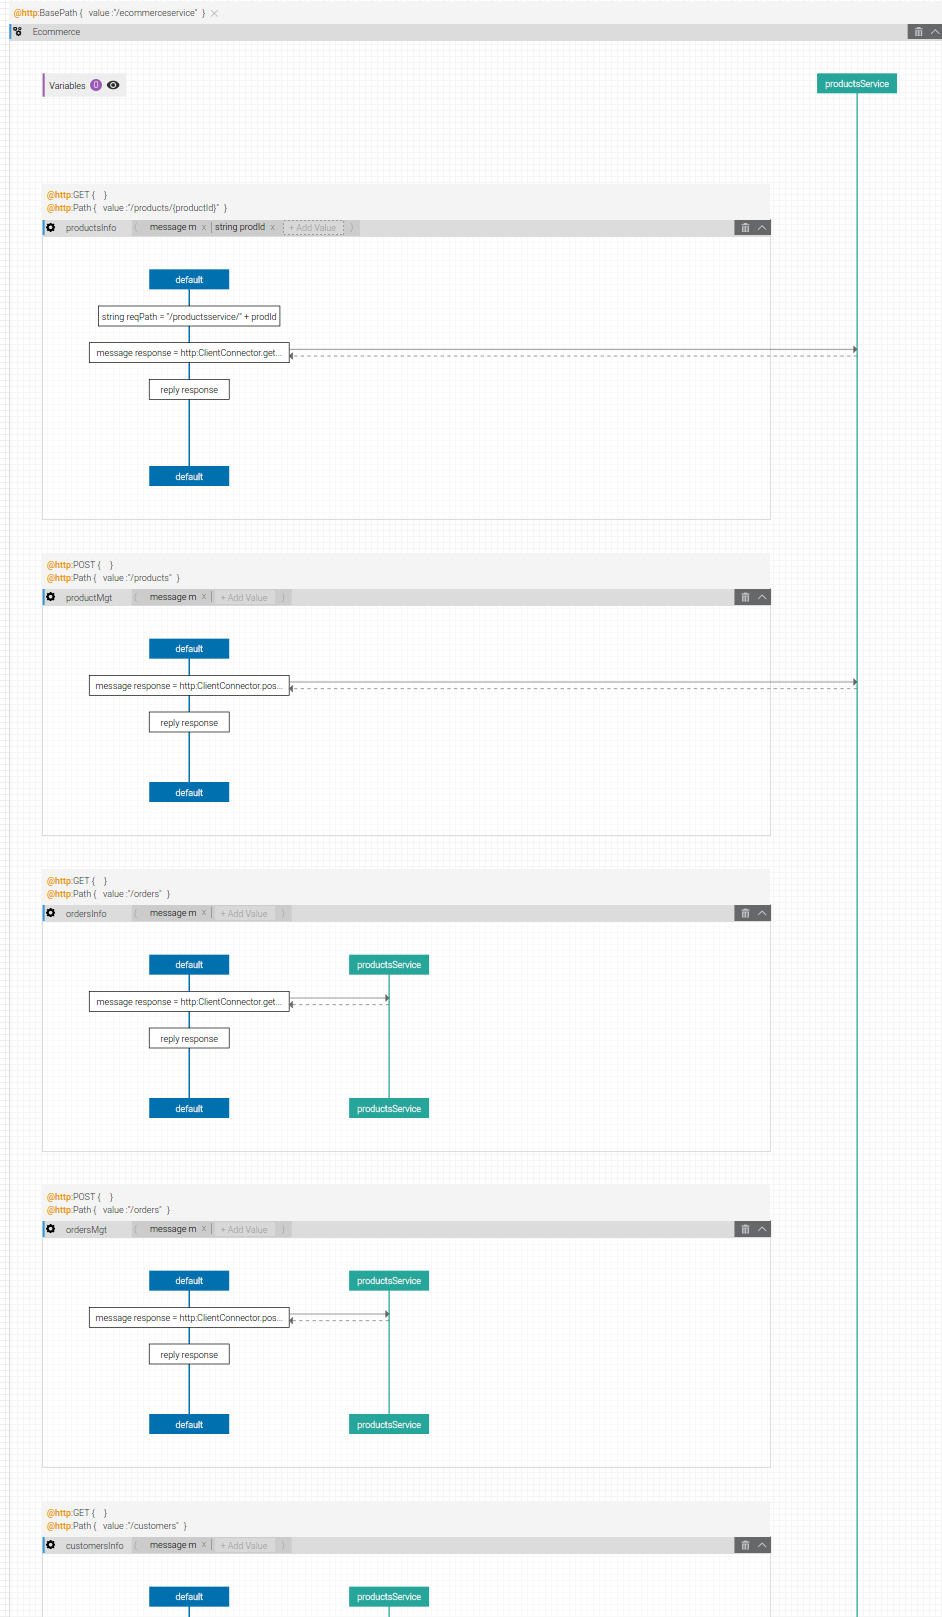 @http:BasePath { value :"/ecommerceservice" } ×
Ecommerce
Variables 0
productsService
@http:GET { }
@http:Path { value :"/products/{productId}" }
productsInfo ( message m x | string prodId x + Add Value )
default
string reqPath = "/productsservice/" + prodId
message response = http:ClientConnector.get...
reply response
default
@http:POST { }
@http:Path { value :"/products" }
productMgt ( message m x | + Add Value )
default
message response = http:ClientConnector.pos...
reply response
default
@http:GET { }
@http:Path { value :"/orders" }
ordersInfo ( message m x | + Add Value )
default productsService
message response = http:ClientConnector.get...
reply response
default productsService
@http:POST { }
@http:Path { value :"/orders" }
ordersMgt ( message m x | + Add Value )
default productsService
message response = http:ClientConnector.pos...
reply response
default productsService
@http:GET { }
@http:Path { value :"/customers" }
customersInfo ( message m x | + Add Value )
default productsService